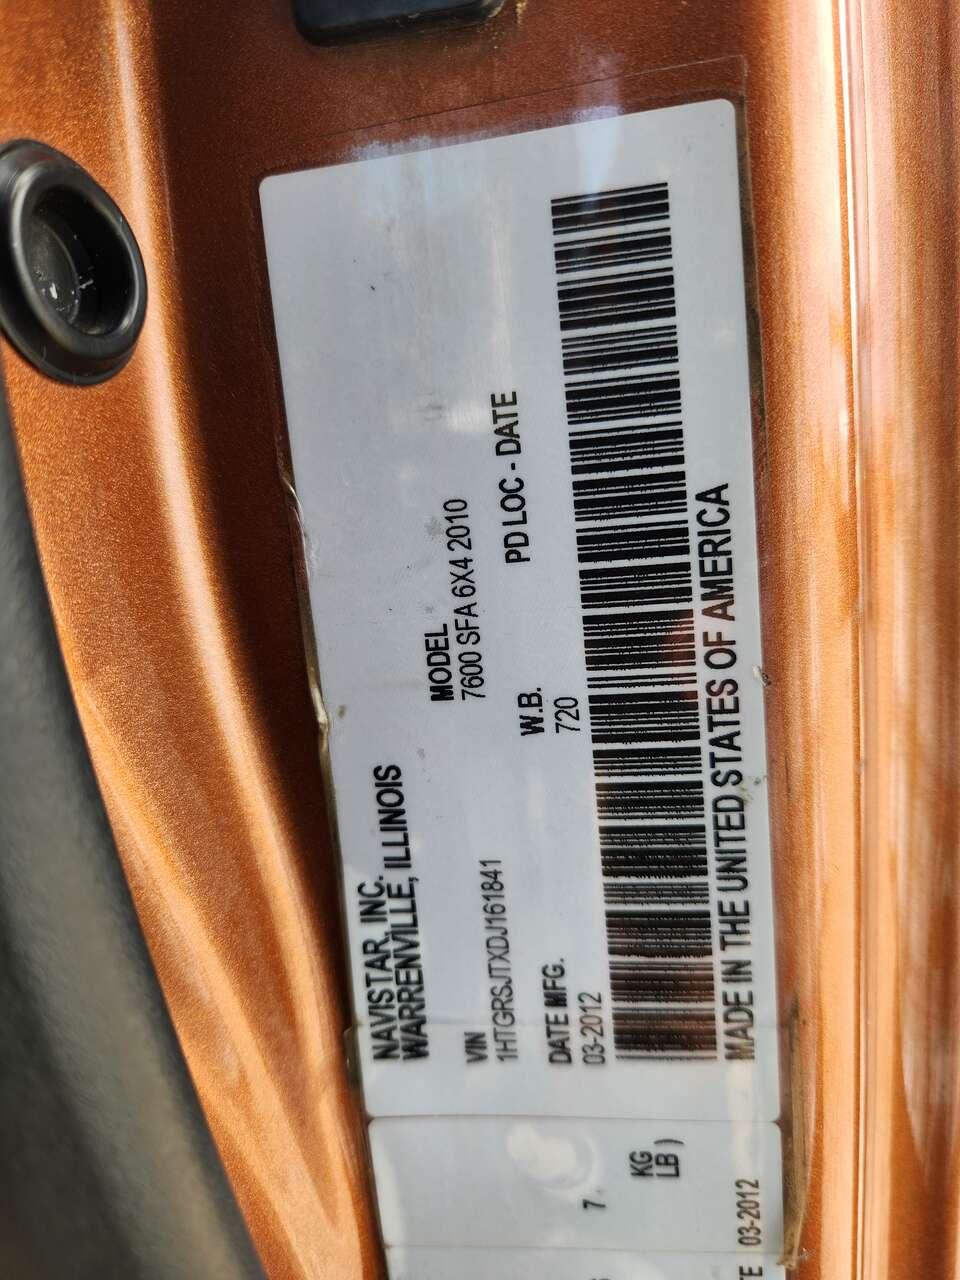 NAVISTAR, INC.
WARRENVILLE, ILLINOIS
MODEL
7600 SFA 6X4 2010
VIN
1HTGRSJTXDJ161841
W.B.
720
PD LOC - DATE
DATE MFG.
03-2012
MADE IN THE UNITED STATES OF AMERICA
7.
KG
LB )
TE 03-2012